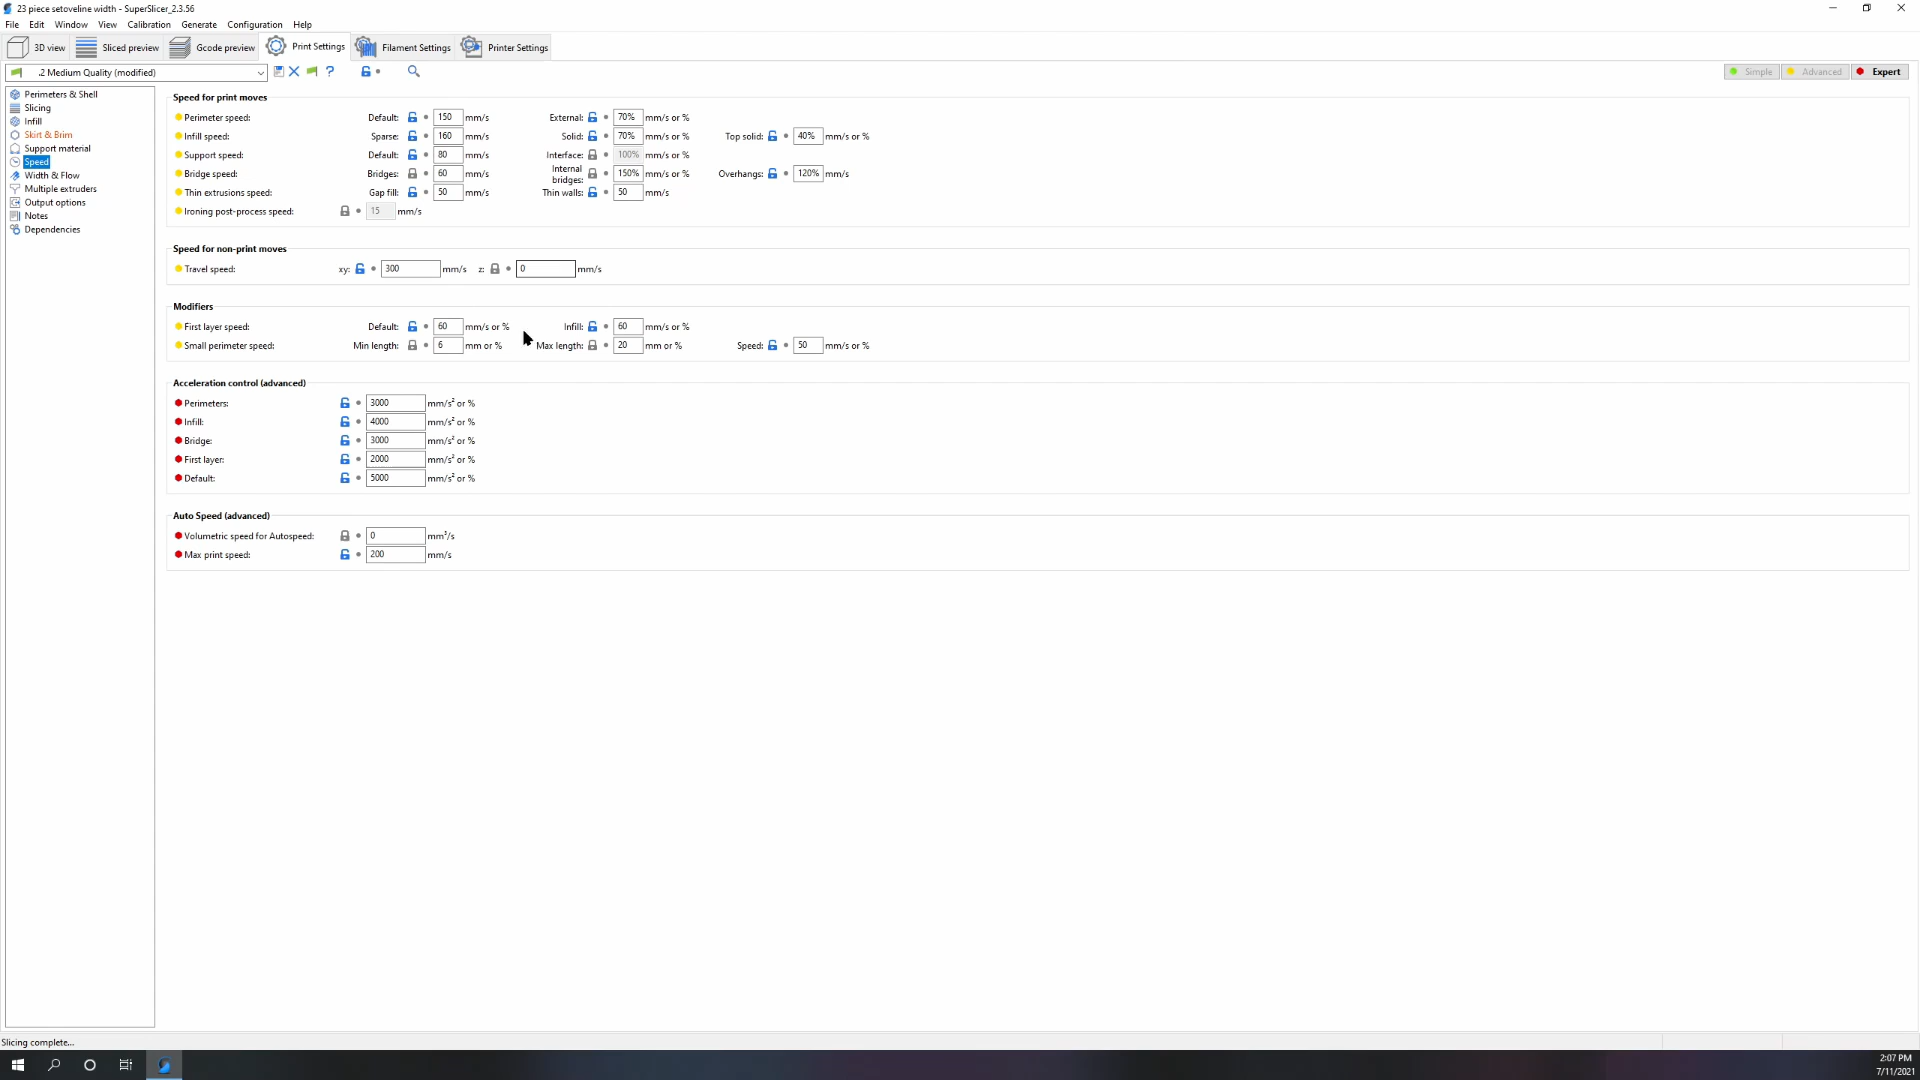 23 piece setoveline width - SuperSlicer_2.3.56
File Edit Window View Calibration Generate Configuration Help
3D view Sliced preview Gcode preview Print Settings Filament Settings Printer Settings
.2 Medium Quality (modified) Simple Advanced Expert
Perimeters & Shell
Slicing
Infill
Skirt & Brim
Support material
Speed
Width & Flow
Multiple extruders
Output options
Notes
Dependencies
Speed for print moves
Perimeter speed: Default: 150 mm/s External: 70% mm/s or %
Infill speed: Sparse: 160 mm/s Solid: 70% mm/s or % Top solid: 40% mm/s or %
Support speed: Default: 80 mm/s Interface: 100% mm/s or %
Bridge speed: Bridges: 60 mm/s Internal bridges: 150% mm/s or % Overhangs: 120% mm/s
Thin extrusions speed: Gap fill: 50 mm/s Thin walls: 50 mm/s
Ironing post-process speed: 15 mm/s
Speed for non-print moves
Travel speed: xy: 300 mm/s z: 0 mm/s
Modifiers
First layer speed: Default: 60 mm/s or % Infill: 60 mm/s or %
Small perimeter speed: Min length: 6 mm or % Max length: 20 mm or % Speed: 50 mm/s or %
Acceleration control (advanced)
Perimeters: 3000 mm/s² or %
Infill: 4000 mm/s² or %
Bridge: 3000 mm/s² or %
First layer: 2000 mm/s² or %
Default: 5000 mm/s² or %
Auto Speed (advanced)
Volumetric speed for Autospeed: 0 mm³/s
Max print speed: 200 mm/s
Slicing complete...
2:07 PM
7/11/2021